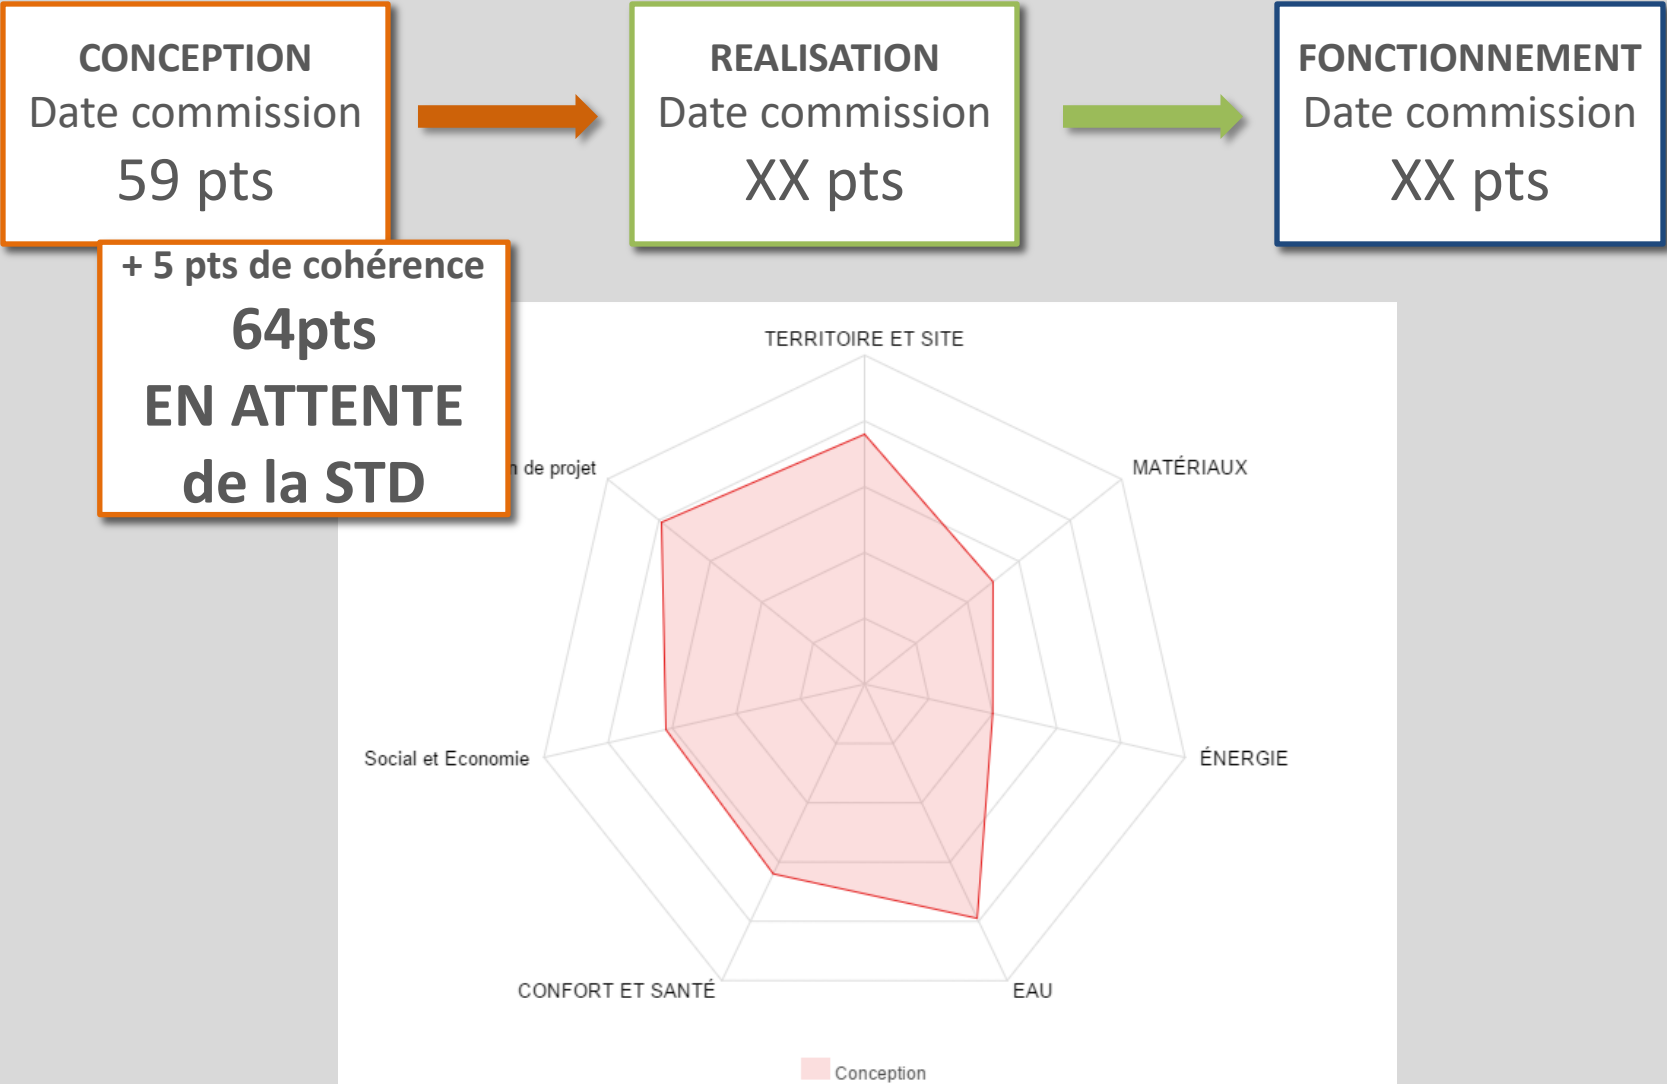 CONCEPTION
Date commission
59 pts
REALISATION
Date commission
XX pts
FONCTIONNEMENT
Date commission
XX pts
+ 5 pts de cohérence
64pts
EN ATTENTE
de la STD
TERRITOIRE ET SITE
de projet
MATÉRIAUX
Social et Economie
ÉNERGIE
CONFORT ET SANTÉ
EAU
Conception